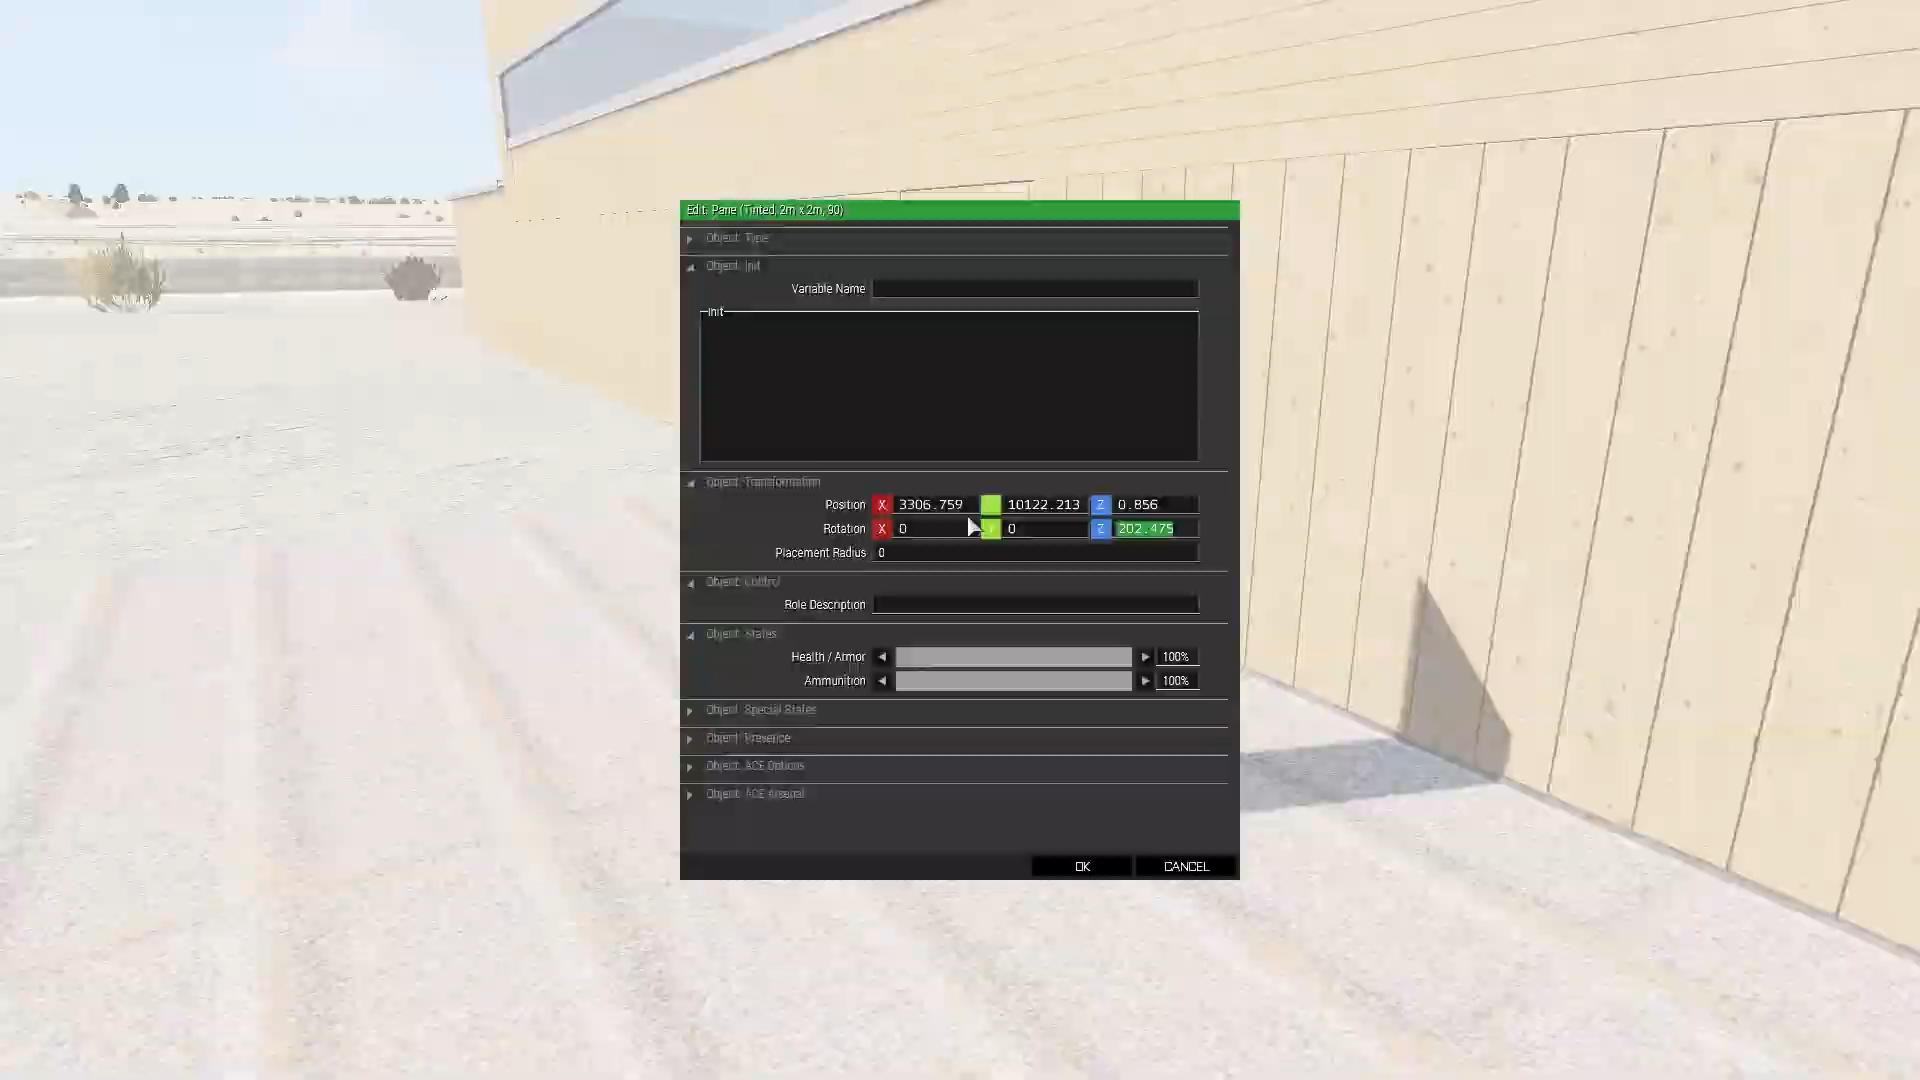 Edit: Pane (Tinted, 2m x 2m, 90)
Object: Type
Object: Init
Variable Name
Init
Object: Transformation
Position X 3306.759 10122.213 Z 0.856
Rotation X 0 Y 0 Z 202.475
Placement Radius 0
Object: Control
Role Description
Object: States
Health / Armor 100%
Ammunition 100%
Object: Special States
Object: Presence
Object: ACE Options
Object: ACE Arsenal
OK CANCEL